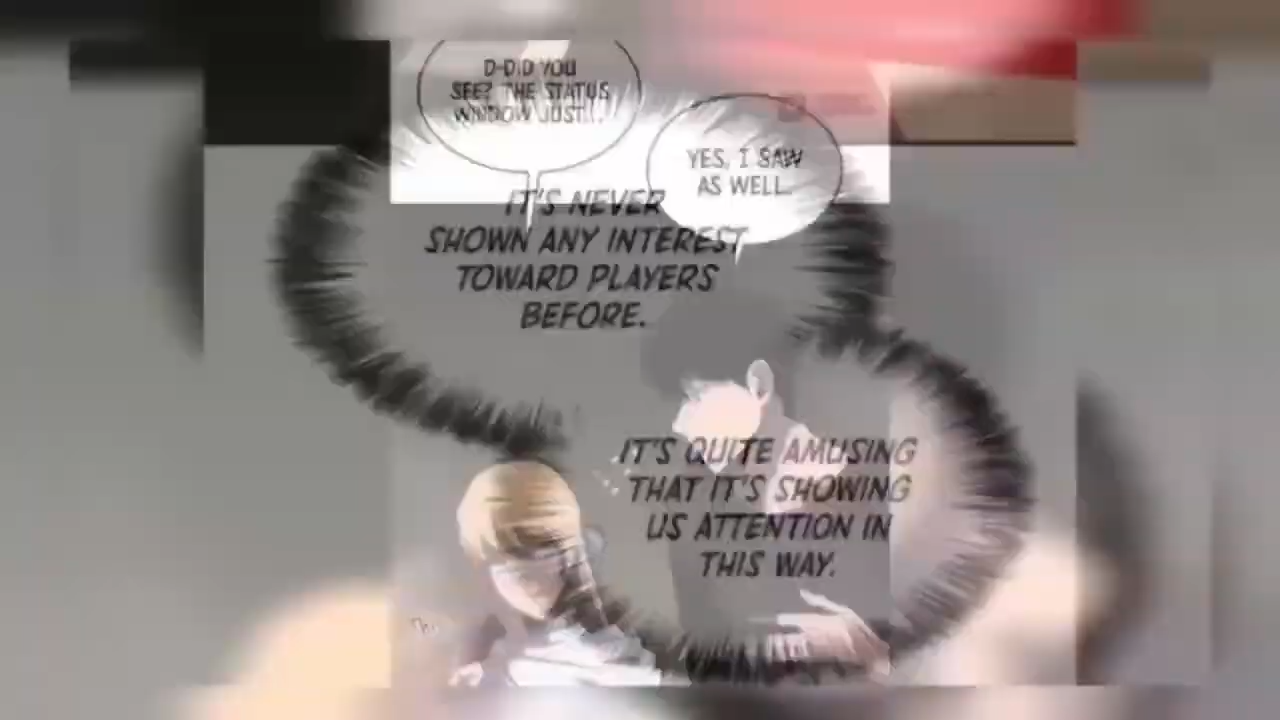 D-DID YOU
SEE? THE STATUS
WINDOW JUST...
YES, I SAW
AS WELL.
IT'S NEVER
SHOWN ANY INTEREST
TOWARD PLAYERS
BEFORE.
IT'S QUITE AMUSING
THAT IT'S SHOWING
US ATTENTION IN
THIS WAY.